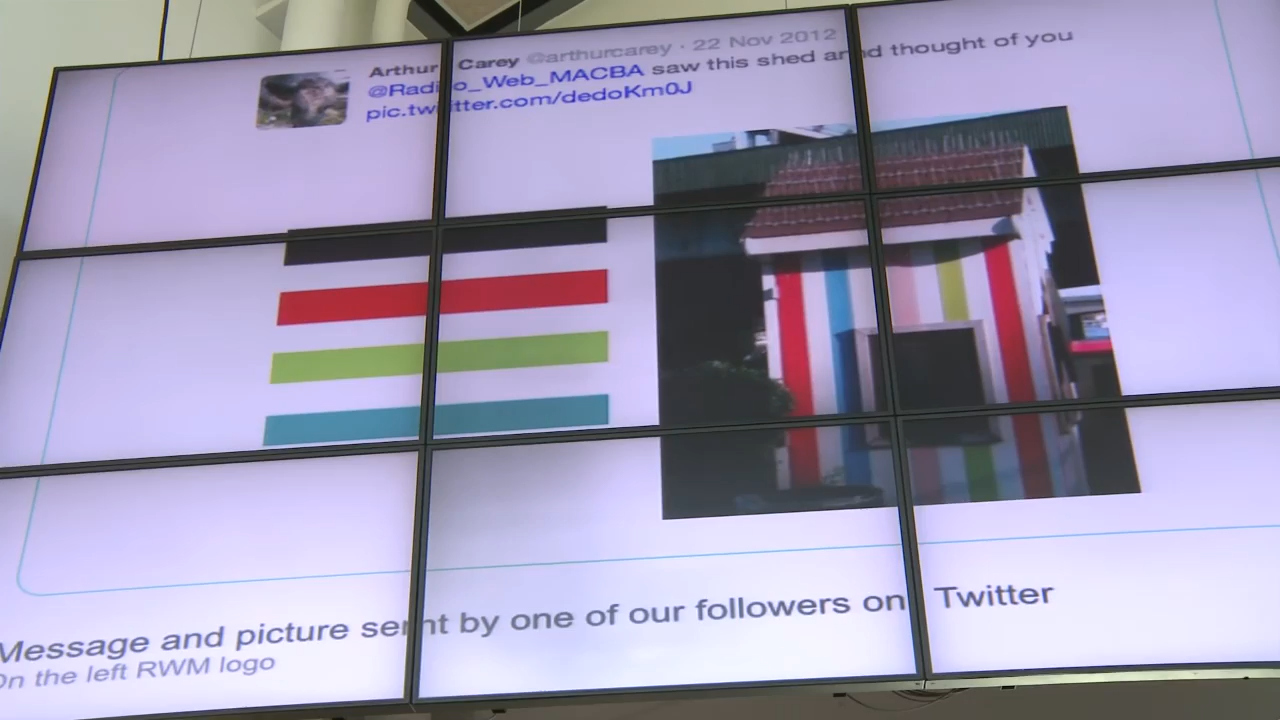 Arthur Carey @arthurcarey · 22 Nov 2012
@Radio_Web_MACBA saw this shed and thought of you
pic.twitter.com/dedoKm0J
Message and picture sent by one of our followers on Twitter
On the left RWM logo